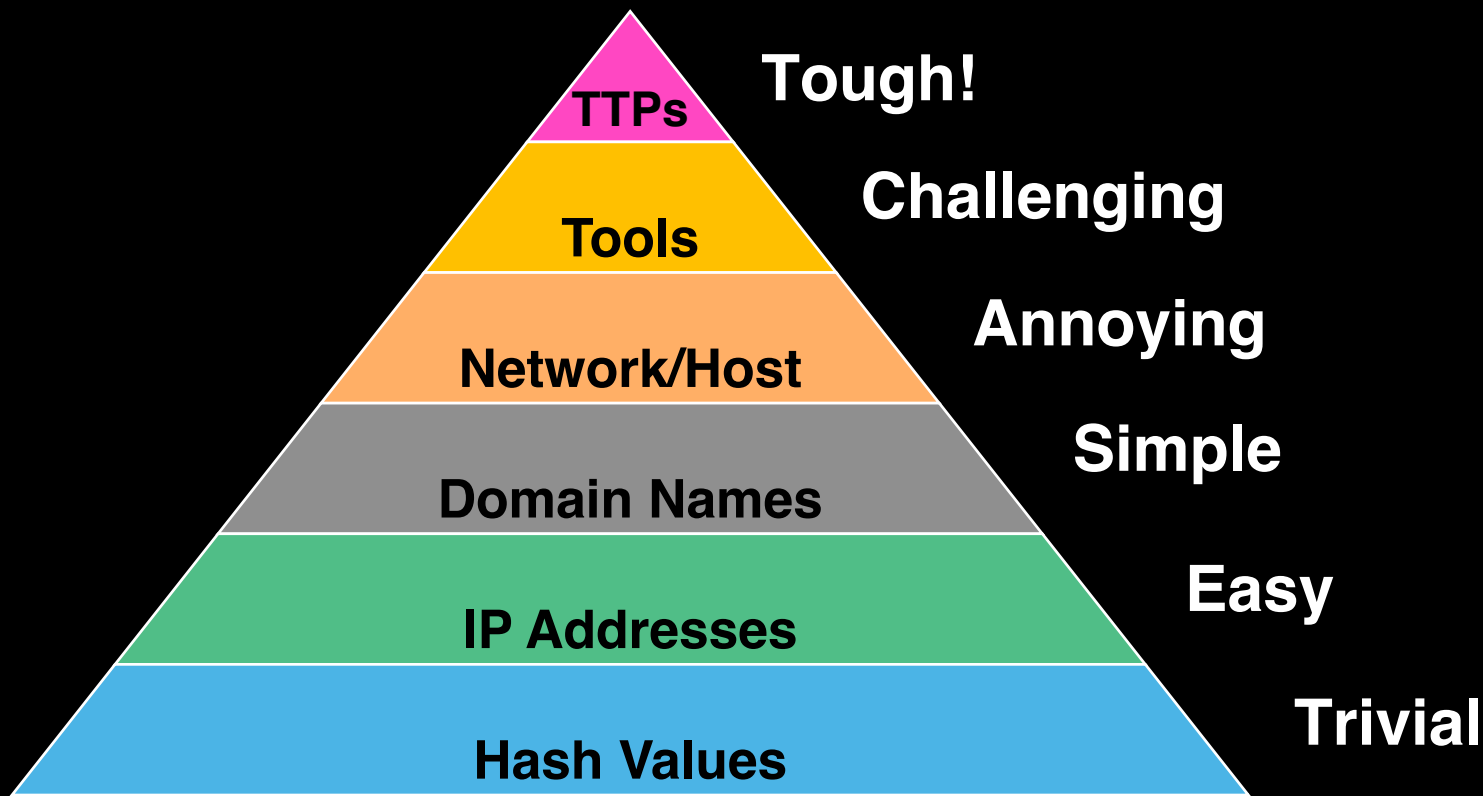 Tough!
TTPs
Challenging
Tools
Annoying
Network/Host
Simple
Domain Names
Easy
IP Addresses
Trivial
Hash Values